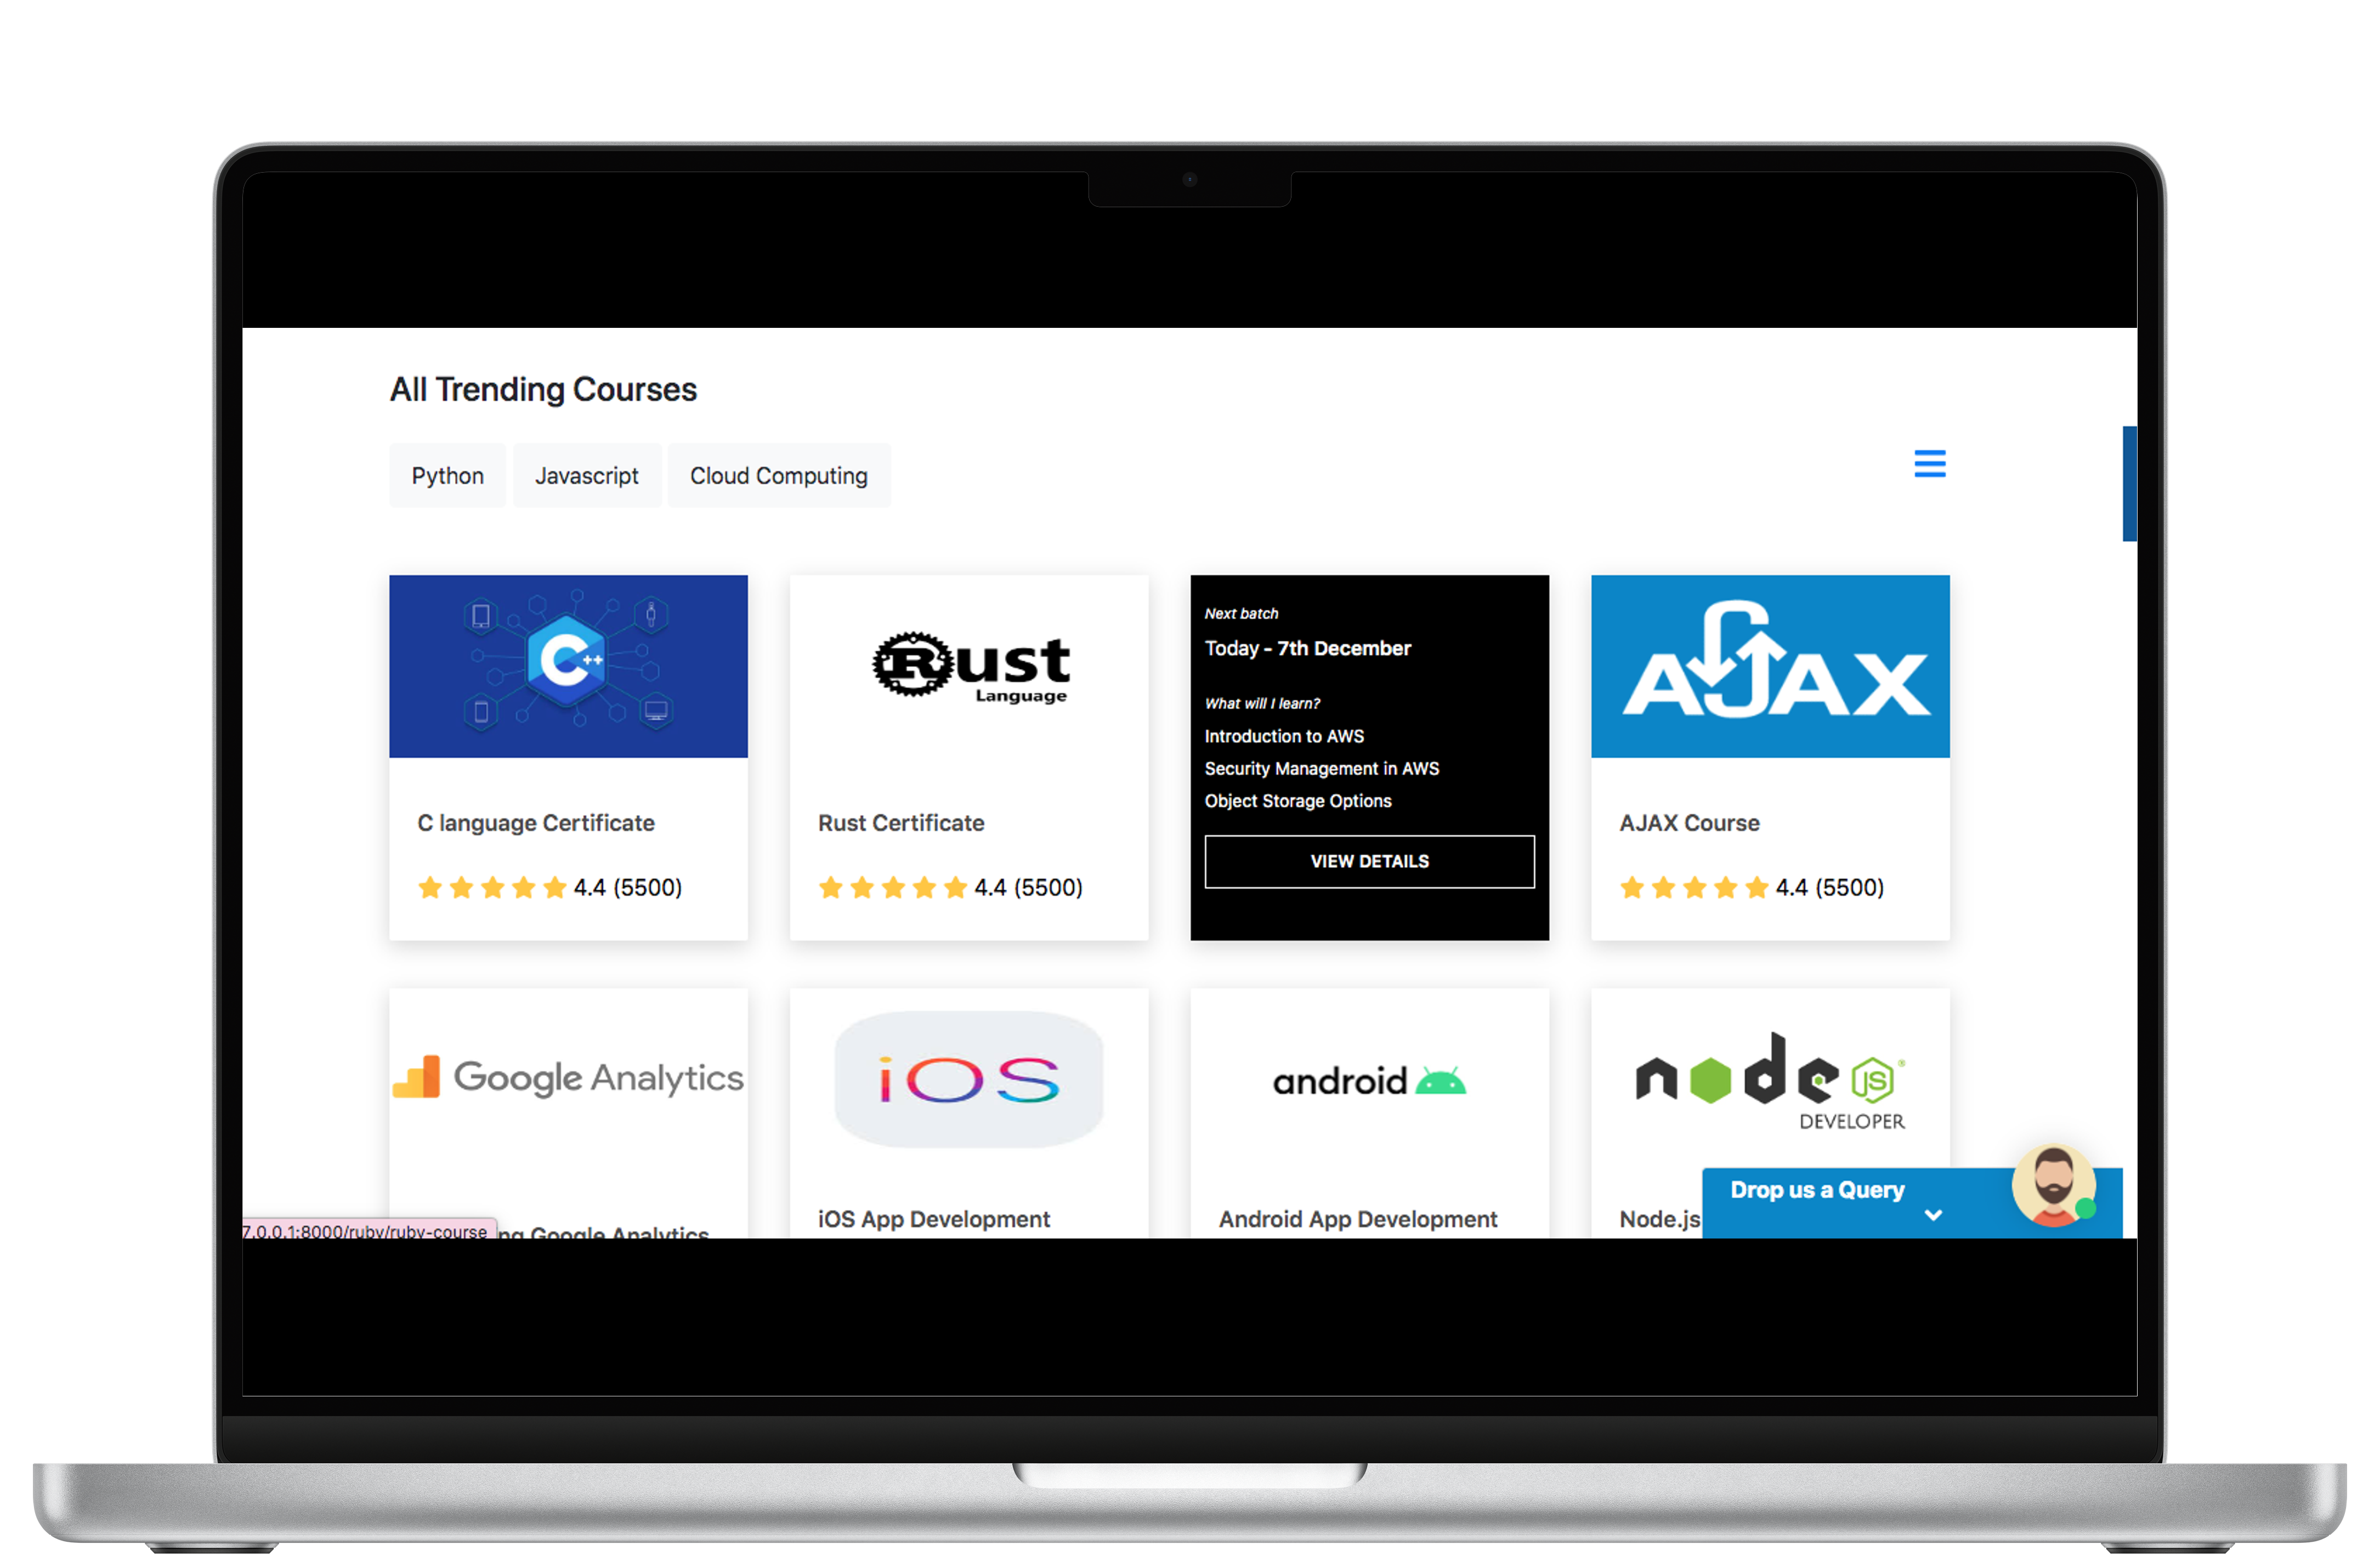 All Trending Courses
Python
Javascript
Cloud Computing
C
++
Rust
Language
Next batch
Today - 7th December
What will I learn?
Introduction to AWS
Security Management in AWS
Object Storage Options
VIEW DETAILS
AJAX
C language Certificate
4.4 (5500)
Rust Certificate
4.4 (5500)
AJAX Course
4.4 (5500)
Google Analytics
iOS
android
node JS ®
DEVELOPER
iOS App Development
Android App Development
Node.js
Drop us a Query
7.0.0.1:8000/ruby/ruby-course
ng Google Analytics